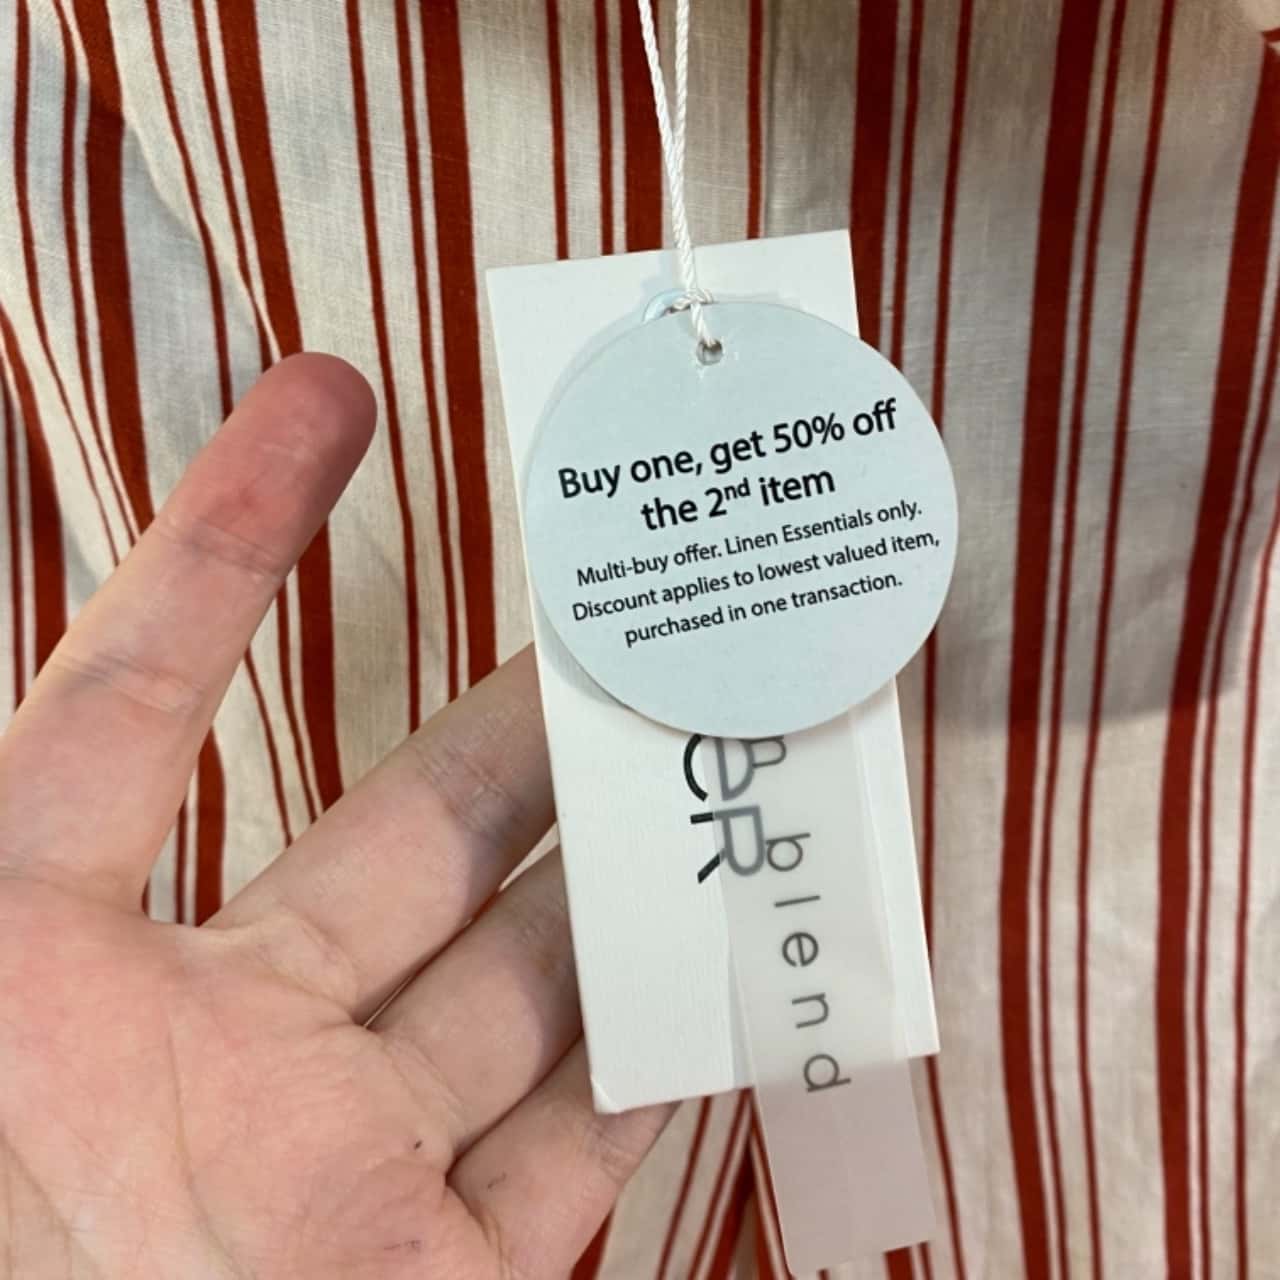 Buy one, get 50% off
the 2nd item
Multi-buy offer. Linen Essentials only.
Discount applies to lowest valued item,
purchased in one transaction.
blend